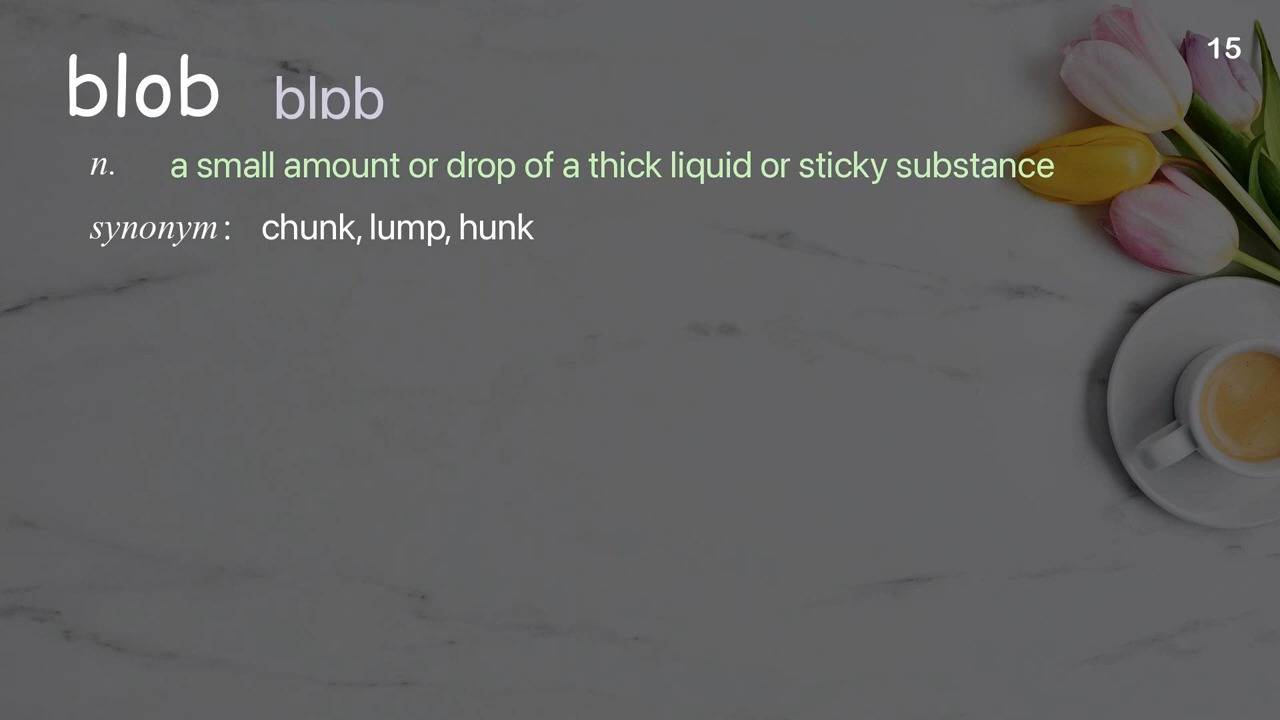 15
blob blɒb
n. a small amount or drop of a thick liquid or sticky substance
synonym: chunk, lump, hunk